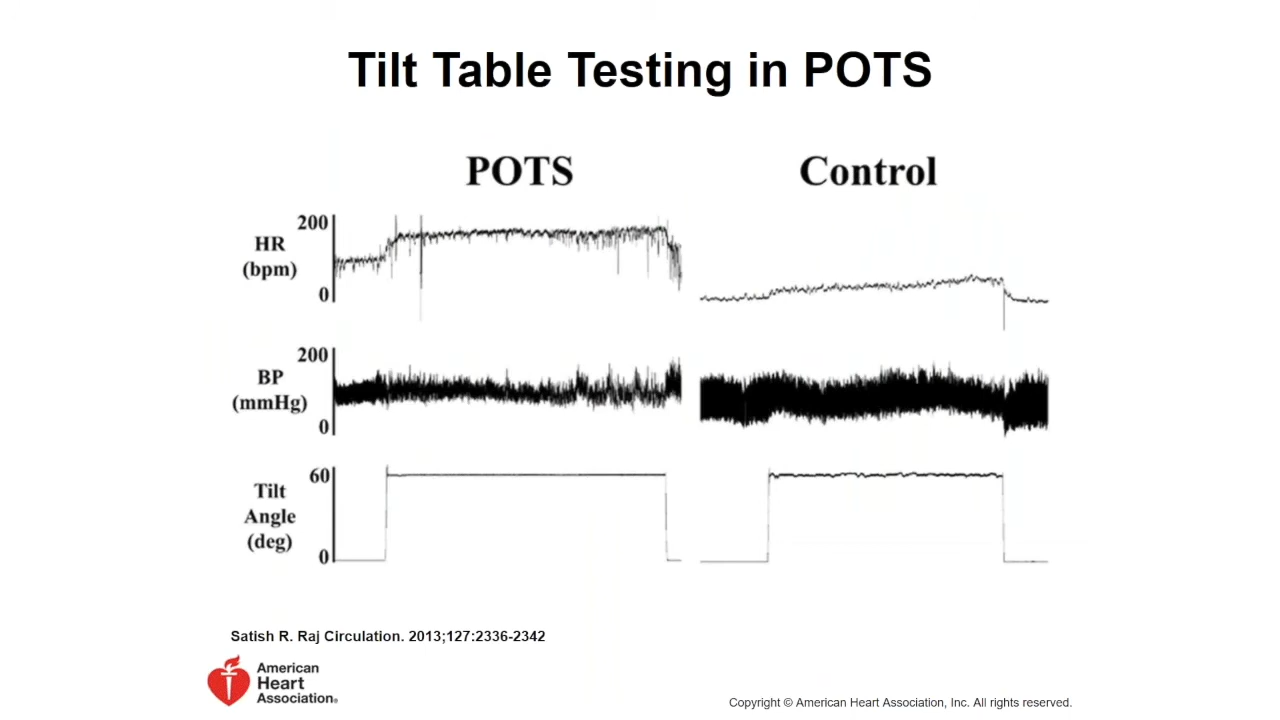 Tilt Table Testing in POTS
POTS
Control
HR
(bpm)
200
0
BP
(mmHg)
200
0
Tilt
Angle
(deg)
60
0
Satish R. Raj Circulation. 2013;127:2336-2342
American
Heart
Association®
Copyright © American Heart Association, Inc. All rights reserved.